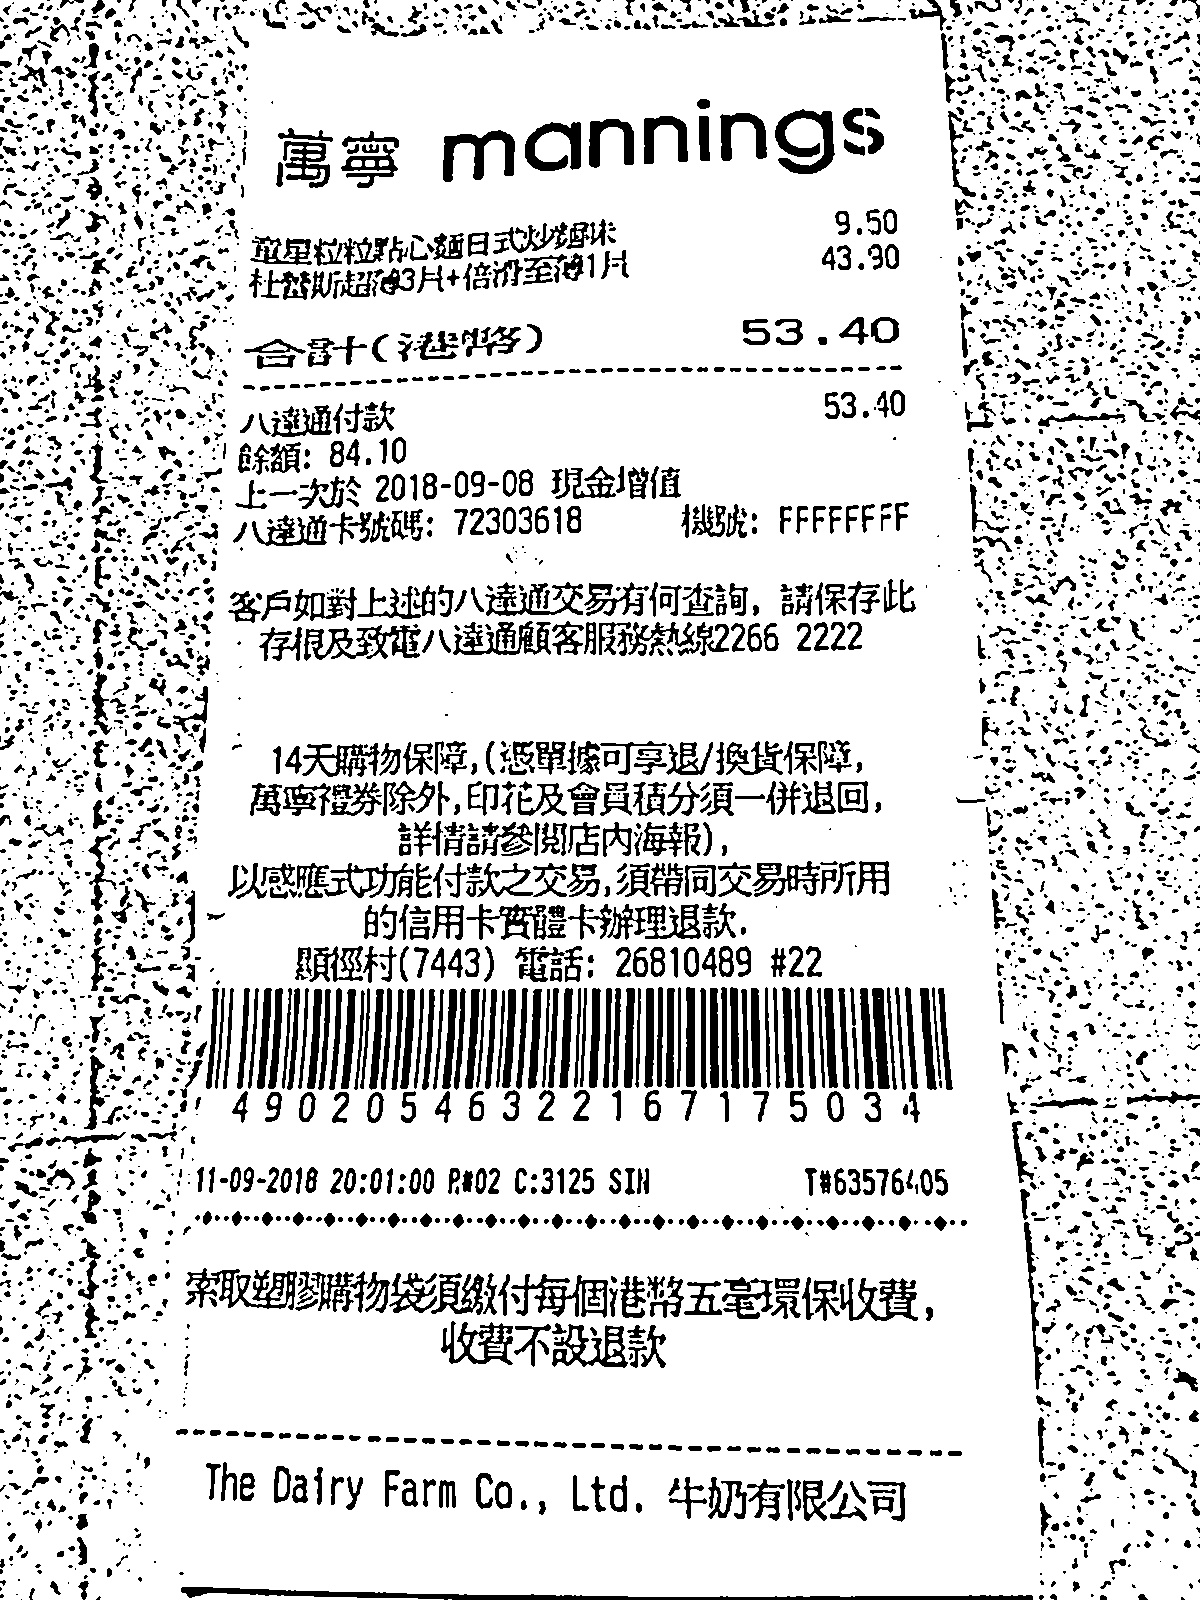 萬寧 mannings
童星粒粒點心麵日式炒麵味 9.50
杜蕾斯超薄3片+倍滑至薄1片 43.90
合計(港幣) 53.40
八達通付款 53.40
餘額: 84.10
上一次於 2018-09-08 現金增值
八達通卡號碼: 72303618 機號: FFFFFFFF
客戶如對上述的八達通交易有何查詢, 請保存此
存根及致電八達通顧客服務熱線2266 2222
14天購物保障,(憑單據可享退/換貨保障,
萬寧禮券除外,印花及會員積分須一併退回,
詳情請參閱店內海報),
以感應式功能付款之交易,須帶同交易時所用
的信用卡實體卡辦理退款.
顯徑村(7443) 電話: 26810489 #22
4902054632216717 5034
11-09-2018 20:01:00 R#02 C:3125 SIN T#63576405
索取塑膠購物袋須繳付每個港幣五毫環保收費,
收費不設退款
The Dairy Farm Co., Ltd. 牛奶有限公司